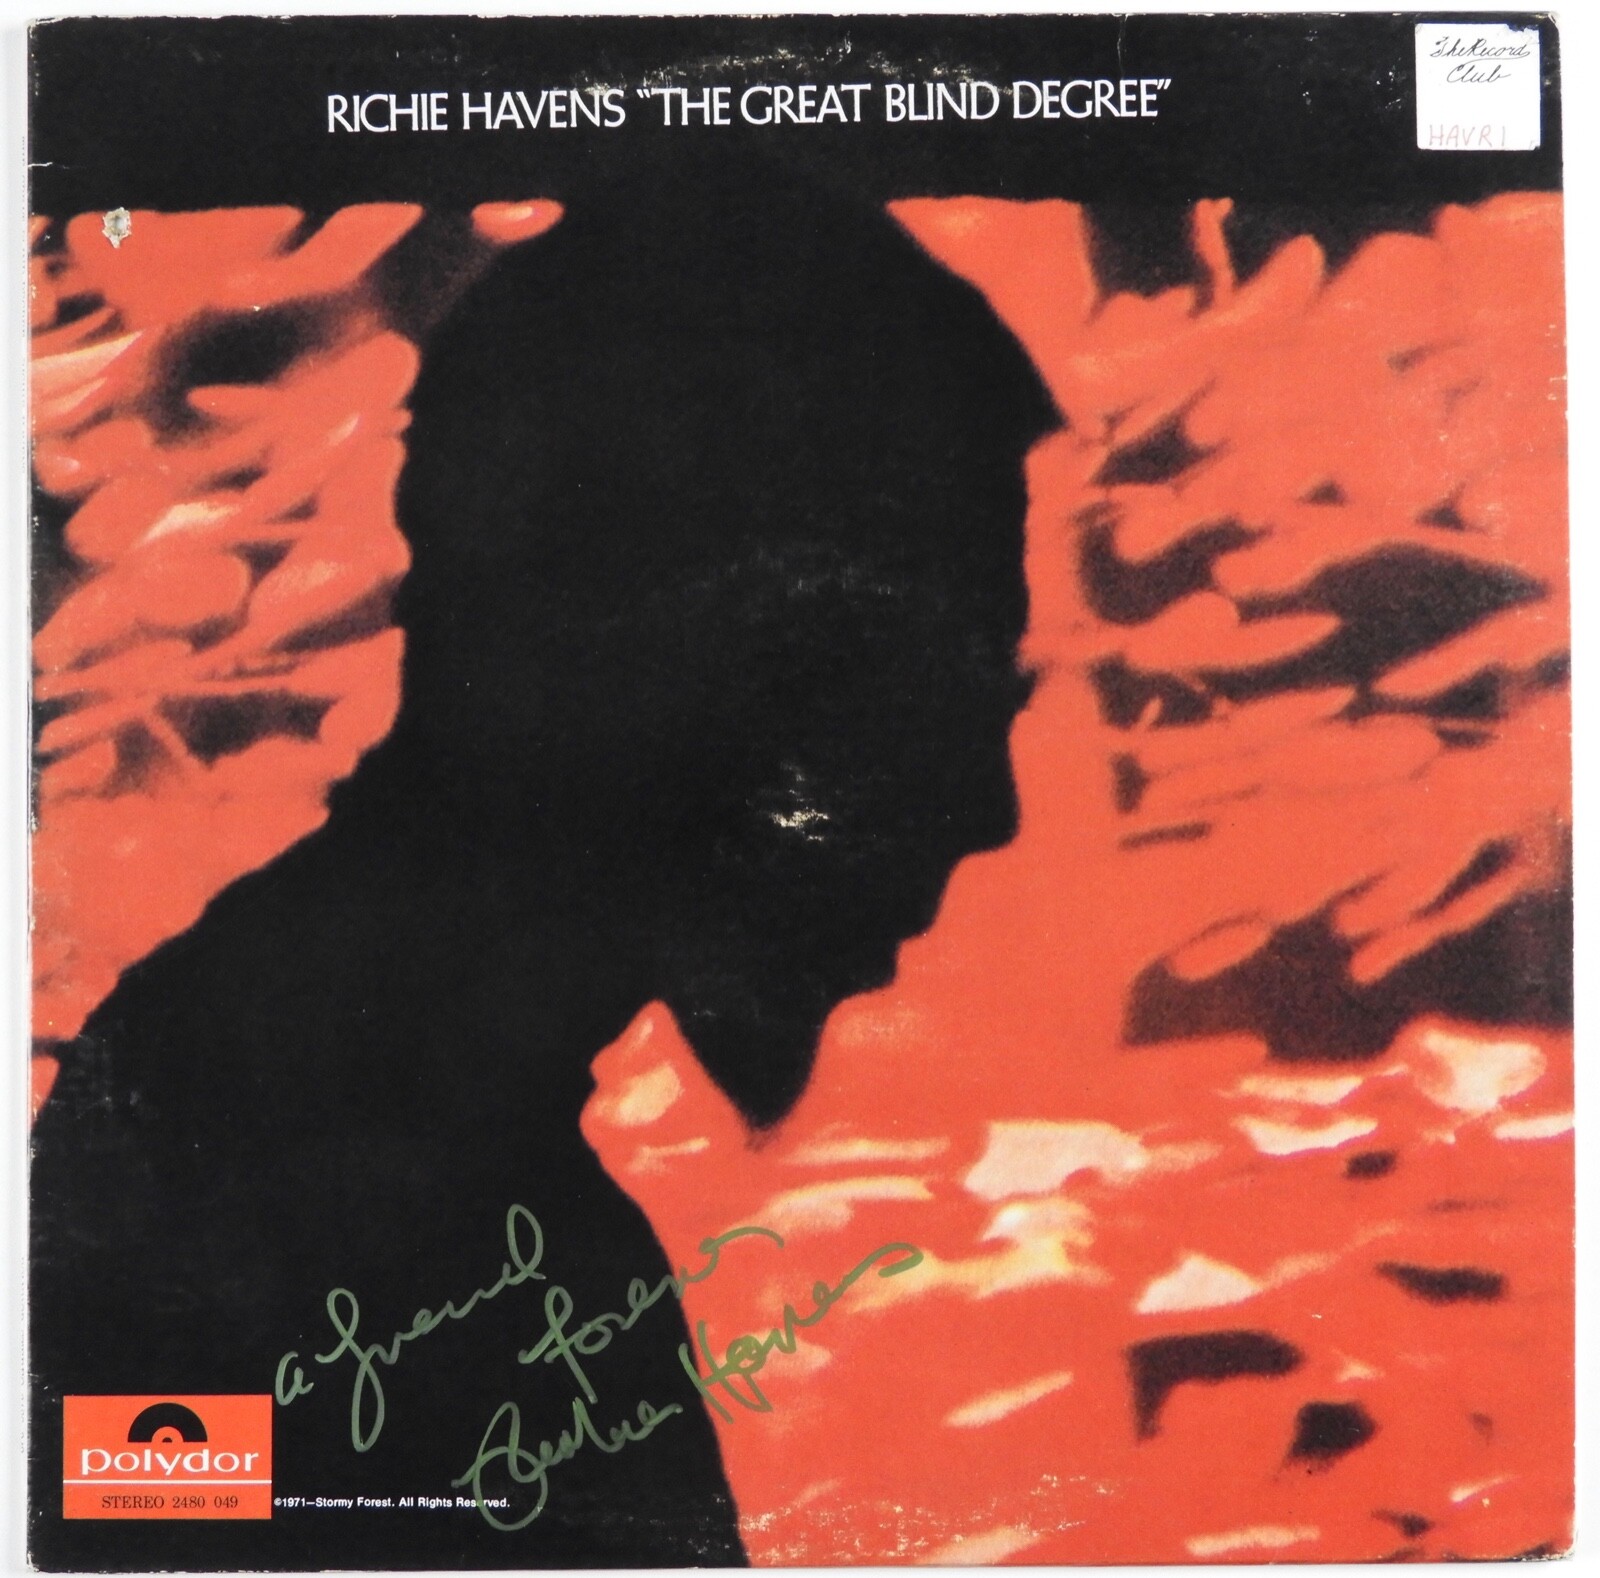 RICHIE HAVENS "THE GREAT BLIND DEGREE"
The Record
Club
HAVR1
a friend
forever
Richie Havens
polydor
STEREO 2480 049
©1971—Stormy Forest. All Rights Reserved.